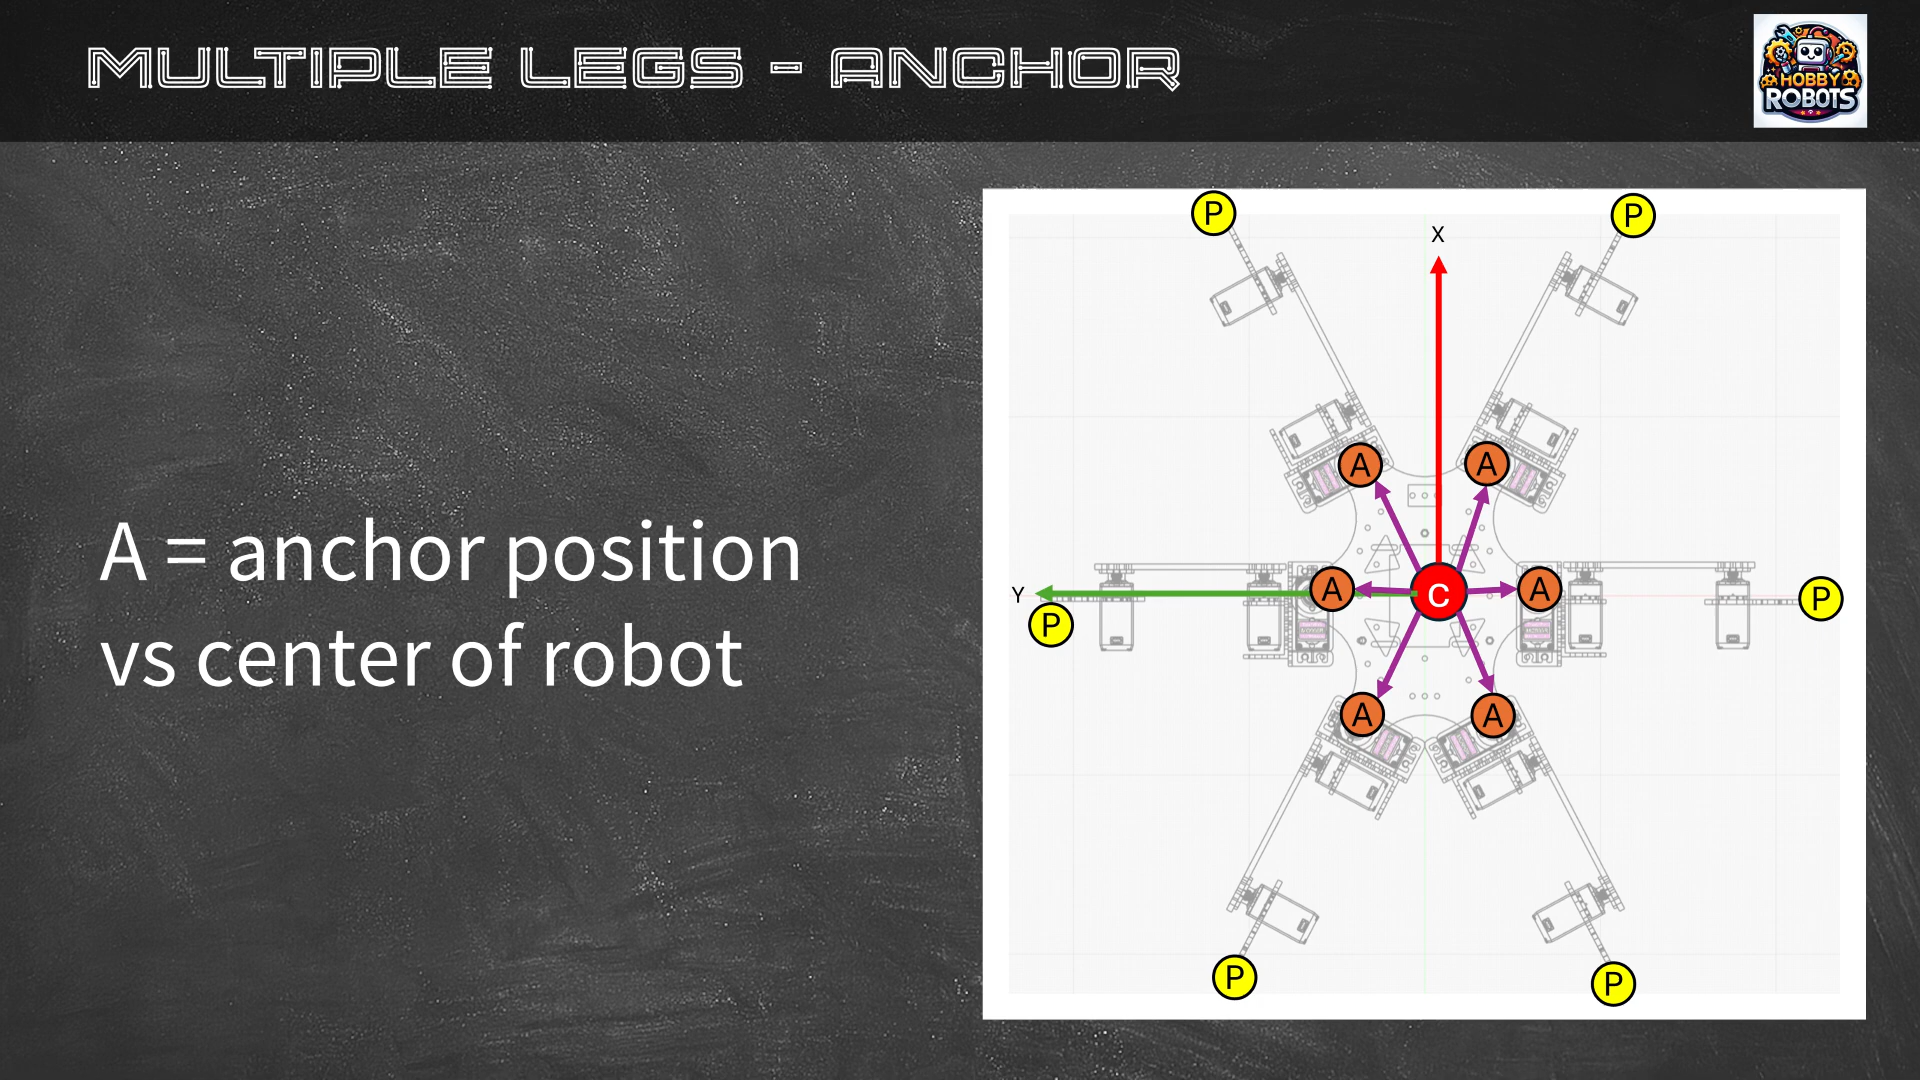 MULTIPLE LEGS - ANCHOR
HOBBY
ROBOTS
A = anchor position
vs center of robot
P
P
X
A
A
Y
A
C
A
P
P
A
A
P
P